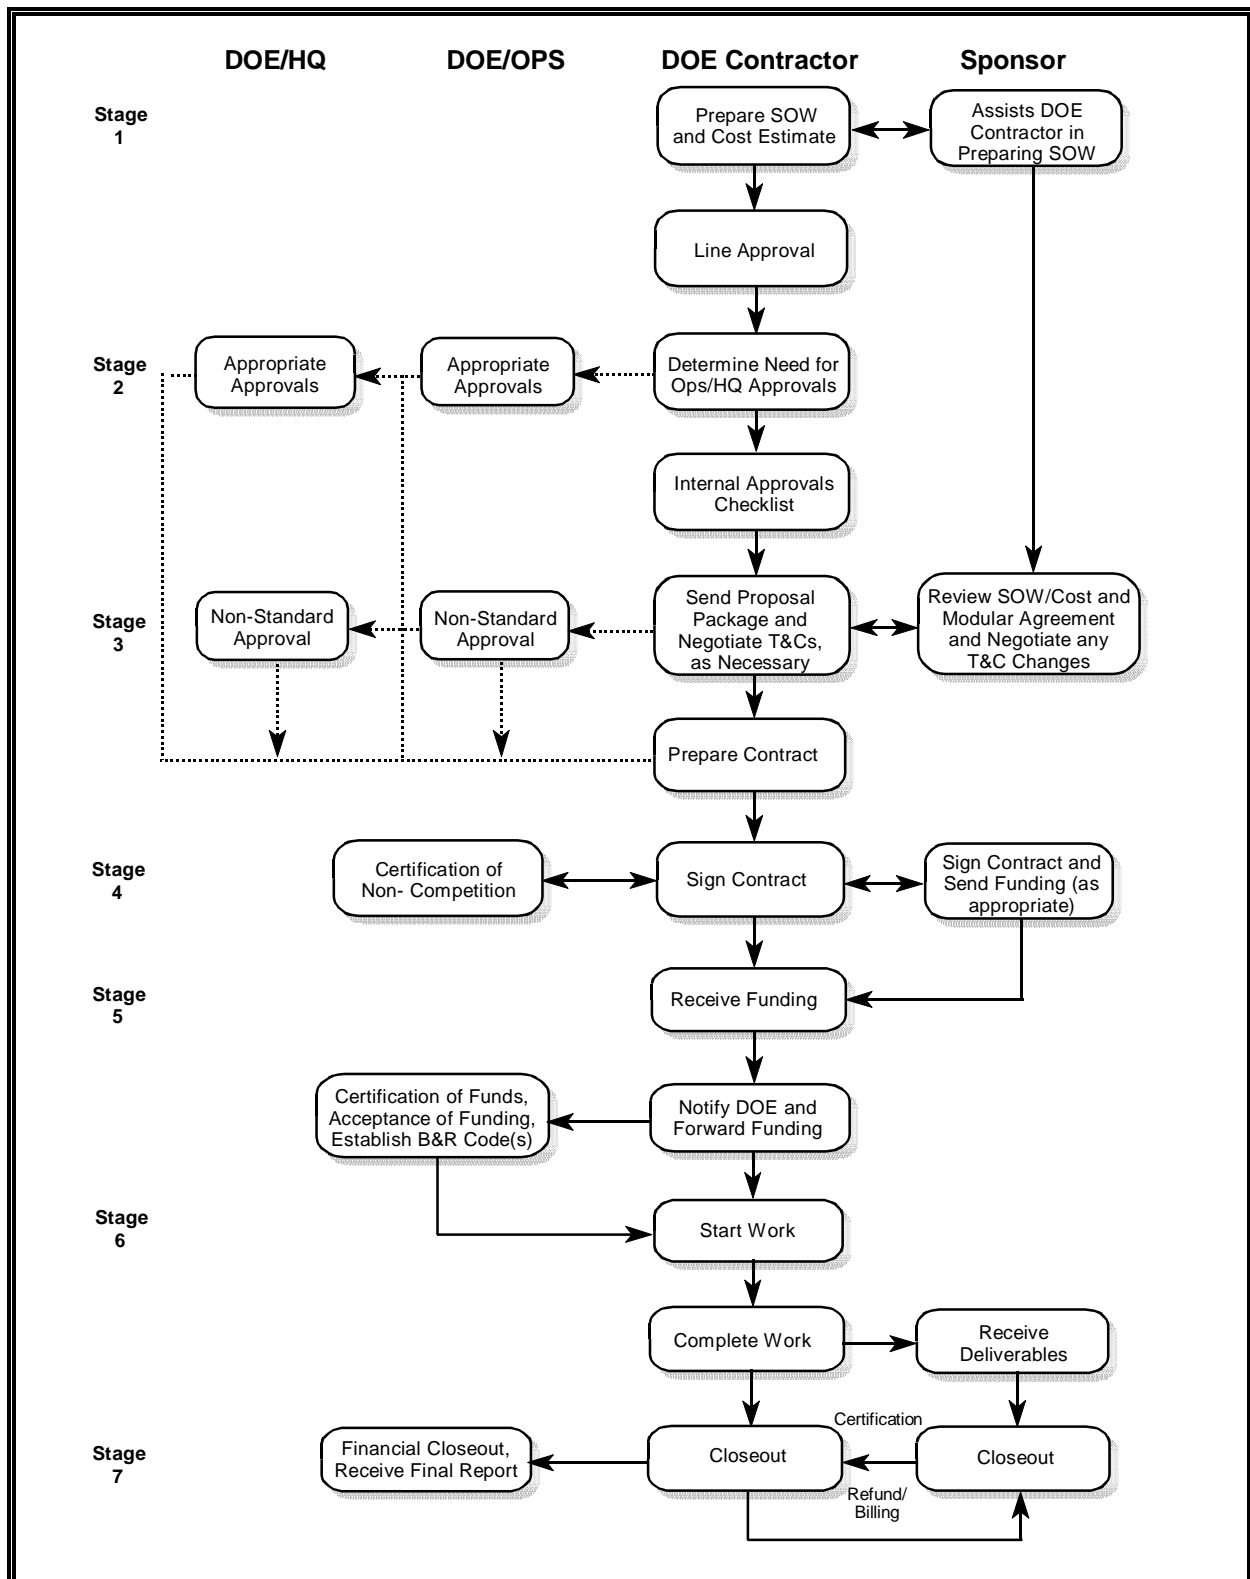 DOE/HQ
DOE/OPS
DOE Contractor
Sponsor
Stage
1
Prepare SOW
and Cost Estimate
Assists DOE
Contractor in
Preparing SOW
Line Approval
Stage
2
Appropriate
Approvals
Appropriate
Approvals
Determine Need for
Ops/HQ Approvals
Internal Approvals
Checklist
Stage
3
Non-Standard
Approval
Non-Standard
Approval
Send Proposal
Package and
Negotiate T&Cs,
as Necessary
Review SOW/Cost and
Modular Agreement
and Negotiate any
T&C Changes
Prepare Contract
Stage
4
Certification of
Non- Competition
Sign Contract
Sign Contract and
Send Funding (as
appropriate)
Stage
5
Receive Funding
Certification of Funds,
Acceptance of Funding,
Establish B&R Code(s)
Notify DOE and
Forward Funding
Stage
6
Start Work
Complete Work
Receive
Deliverables
Stage
7
Financial Closeout,
Receive Final Report
Closeout
Certification
Refund/
Billing
Closeout